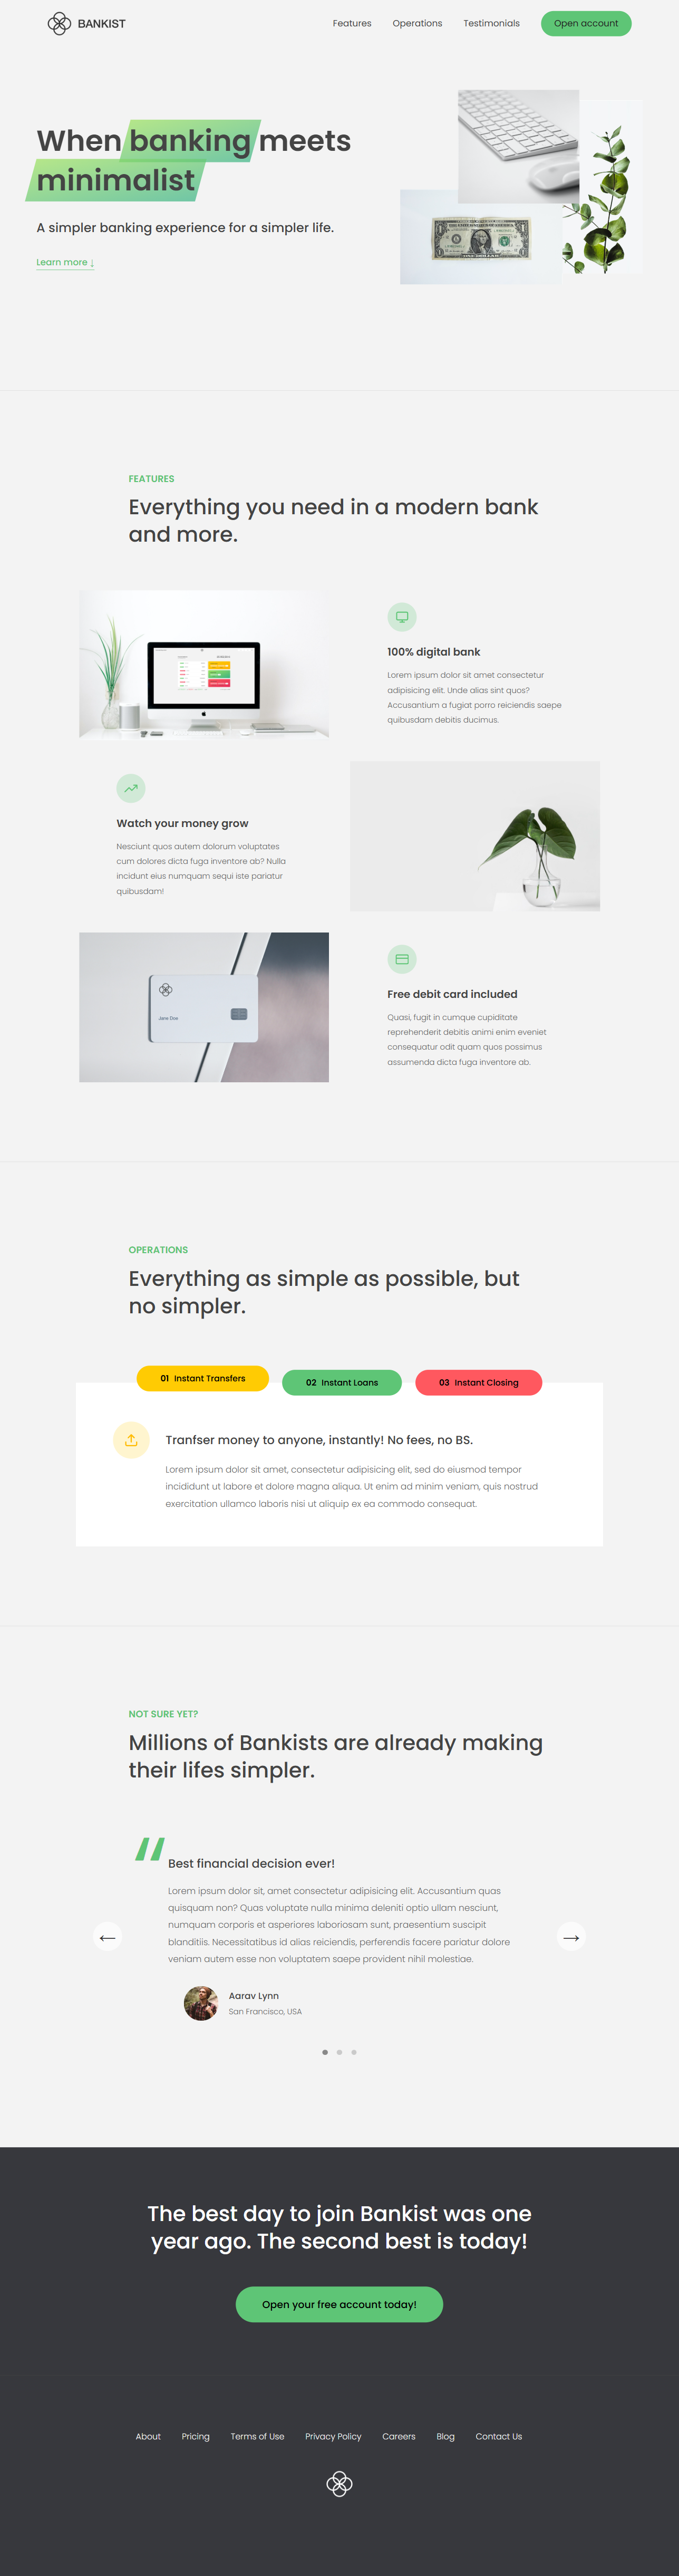 BANKIST
Features
Operations
Testimonials
Open account
When banking meets
minimalist
A simpler banking experience for a simpler life.
Learn more ↓
FEATURES
Everything you need in a modern bank
and more.
100% digital bank
Lorem ipsum dolor sit amet consectetur
adipisicing elit. Unde alias sint quos?
Accusantium a fugiat porro reiciendis saepe
quibusdam debitis ducimus.
Watch your money grow
Nesciunt quos autem dolorum voluptates
cum dolores dicta fuga inventore ab? Nulla
incidunt eius numquam sequi iste pariatur
quibusdam!
Jane Doe
Free debit card included
Quasi, fugit in cumque cupiditate
reprehenderit debitis animi enim eveniet
consequatur odit quam quos possimus
assumenda dicta fuga inventore ab.
OPERATIONS
Everything as simple as possible, but
no simpler.
01 Instant Transfers
02 Instant Loans
03 Instant Closing
Tranfser money to anyone, instantly! No fees, no BS.
Lorem ipsum dolor sit amet, consectetur adipisicing elit, sed do eiusmod tempor
incididunt ut labore et dolore magna aliqua. Ut enim ad minim veniam, quis nostrud
exercitation ullamco laboris nisi ut aliquip ex ea commodo consequat.
NOT SURE YET?
Millions of Bankists are already making
their lifes simpler.
“
Best financial decision ever!
Lorem ipsum dolor sit, amet consectetur adipisicing elit. Accusantium quas
quisquam non? Quas voluptate nulla minima deleniti optio ullam nesciunt,
numquam corporis et asperiores laboriosam sunt, praesentium suscipit
blanditiis. Necessitatibus id alias reiciendis, perferendis facere pariatur dolore
veniam autem esse non voluptatem saepe provident nihil molestiae.
←
→
Aarav Lynn
San Francisco, USA
The best day to join Bankist was one
year ago. The second best is today!
Open your free account today!
About
Pricing
Terms of Use
Privacy Policy
Careers
Blog
Contact Us